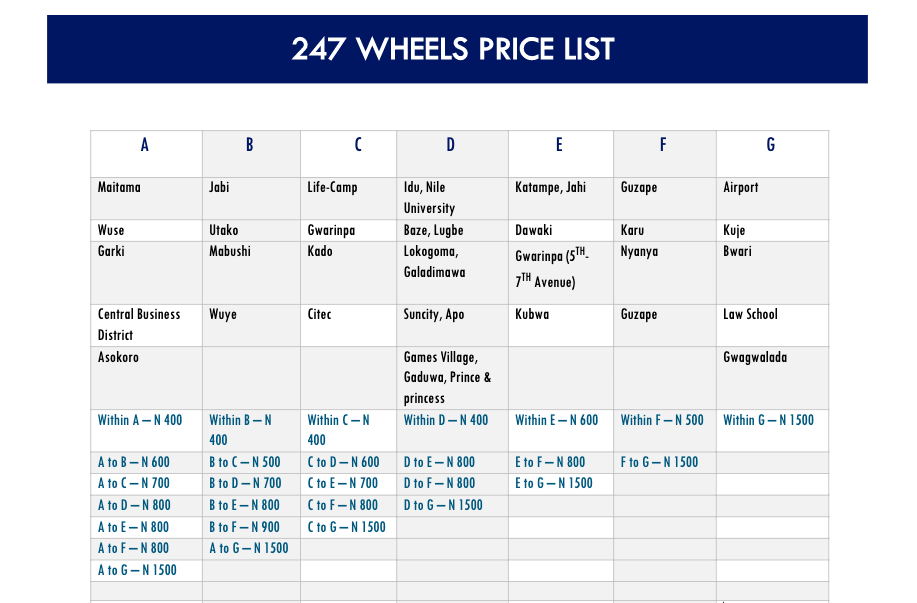 247 WHEELS PRICE LIST
A B C D E F G
Maitama Jabi Life-Camp Idu, Nile Katampe, Jahi Guzape Airport
University
Wuse Utako Gwarinpa Baze, Lugbe Dawaki Karu Kuje
Garki Mabushi Kado Lokogoma, Gwarinpa (5TH- Nyanya Bwari
Galadimawa 7TH Avenue)
Central Business Wuye Citec Suncity, Apo Kubwa Guzape Law School
District
Asokoro Games Village, Gwagwalada
Gaduwa, Prince &
princess
Within A – N 400 Within B – N Within C – N Within D – N 400 Within E – N 600 Within F – N 500 Within G – N 1500
400 400
A to B – N 600 B to C – N 500 C to D – N 600 D to E – N 800 E to F – N 800 F to G – N 1500
A to C – N 700 B to D – N 700 C to E – N 700 D to F – N 800 E to G – N 1500
A to D – N 800 B to E – N 800 C to F – N 800 D to G – N 1500
A to E – N 800 B to F – N 900 C to G – N 1500
A to F – N 800 A to G – N 1500
A to G – N 1500